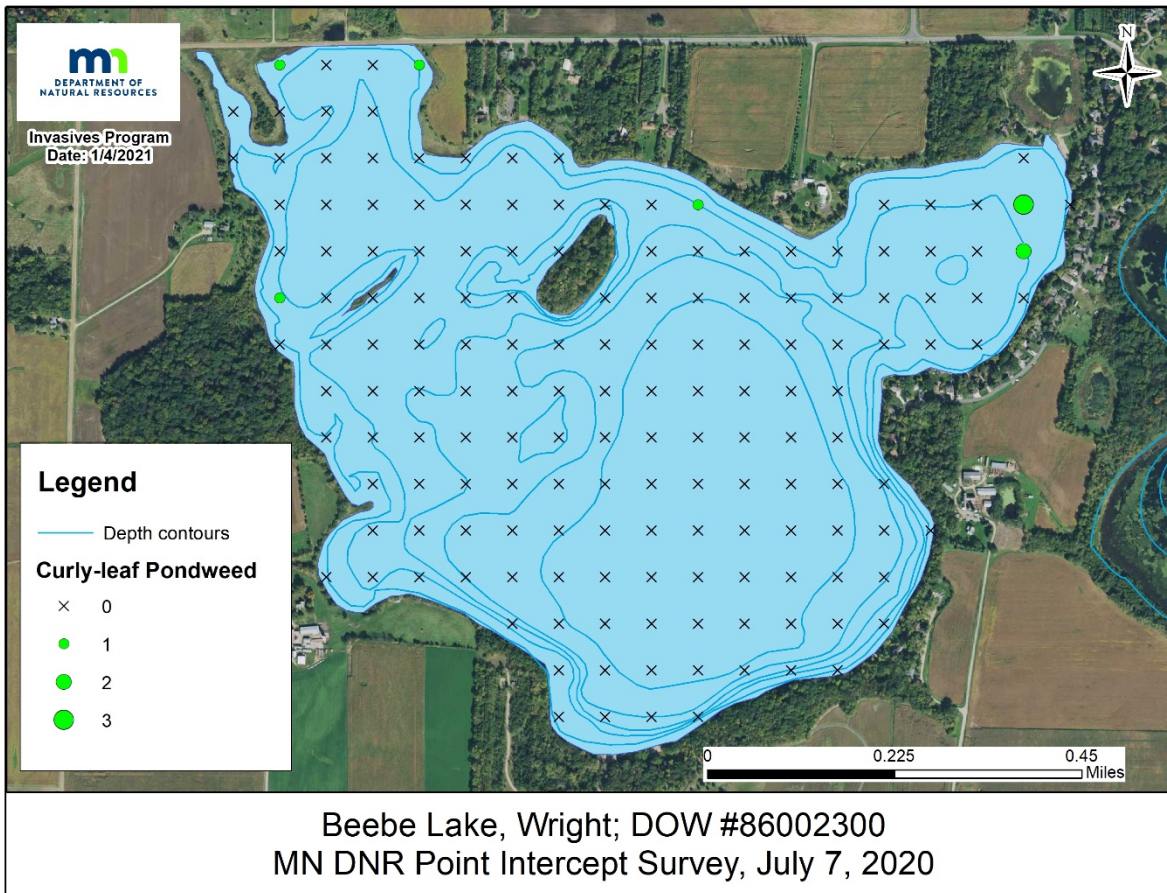 mn
DEPARTMENT OF
NATURAL RESOURCES
Invasives Program
Date: 1/4/2021
N
Legend
Depth contours
Curly-leaf Pondweed
0
1
2
3
0 0.225 0.45
Miles
Beebe Lake, Wright; DOW #86002300
MN DNR Point Intercept Survey, July 7, 2020